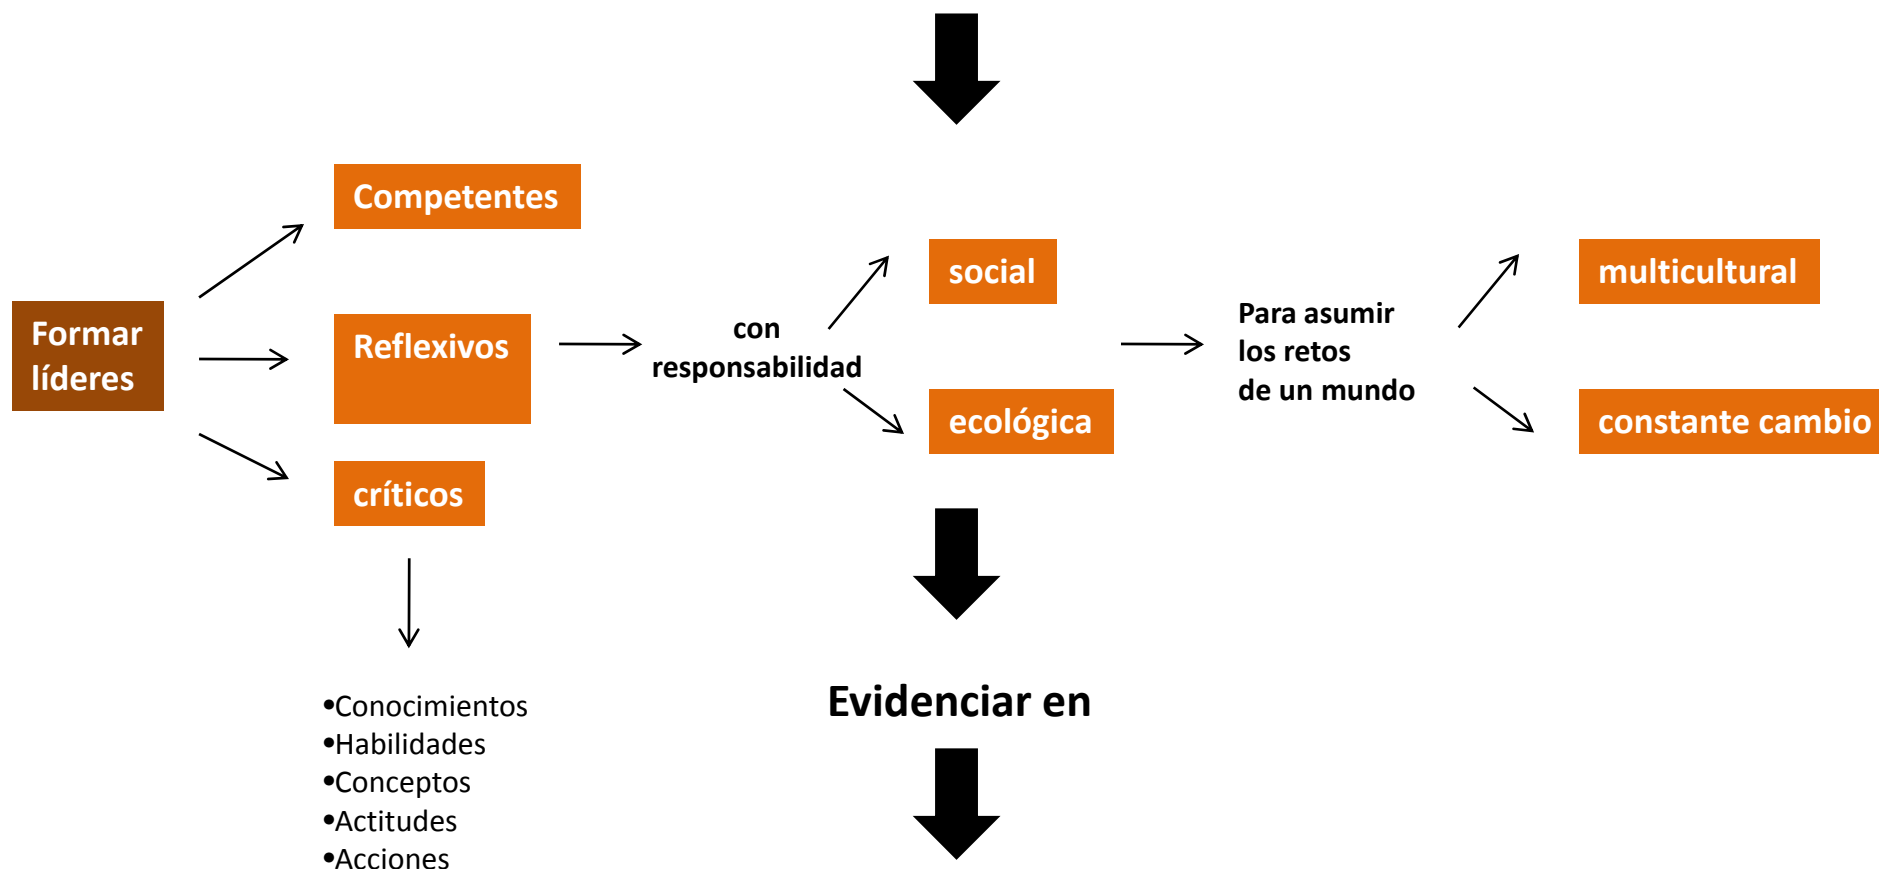 Formar
líderes
Competentes
Reflexivos
críticos
•Conocimientos
•Habilidades
•Conceptos
•Actitudes
•Acciones
con
responsabilidad
social
ecológica
Para asumir
los retos
de un mundo
multicultural
constante cambio
Evidenciar en